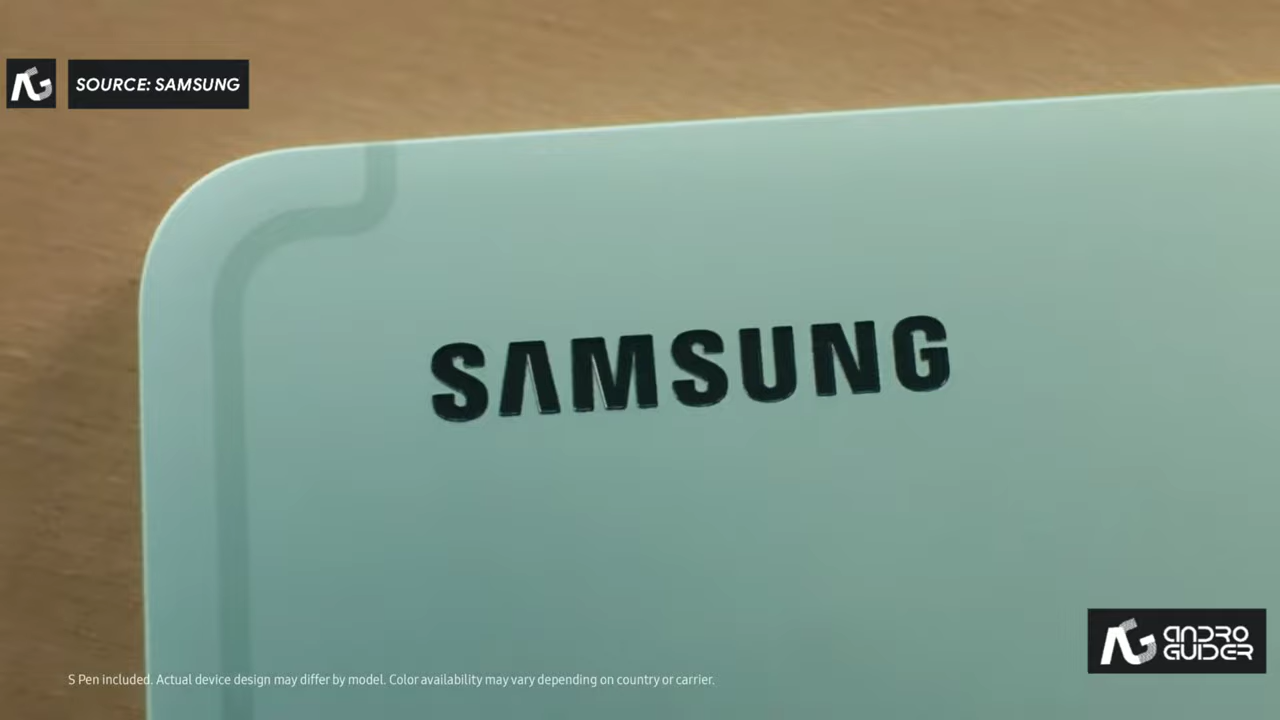 SOURCE: SAMSUNG
SAMSUNG
S Pen included. Actual device design may differ by model. Color availability may vary depending on country or carrier.
ANDRO
GUIDER